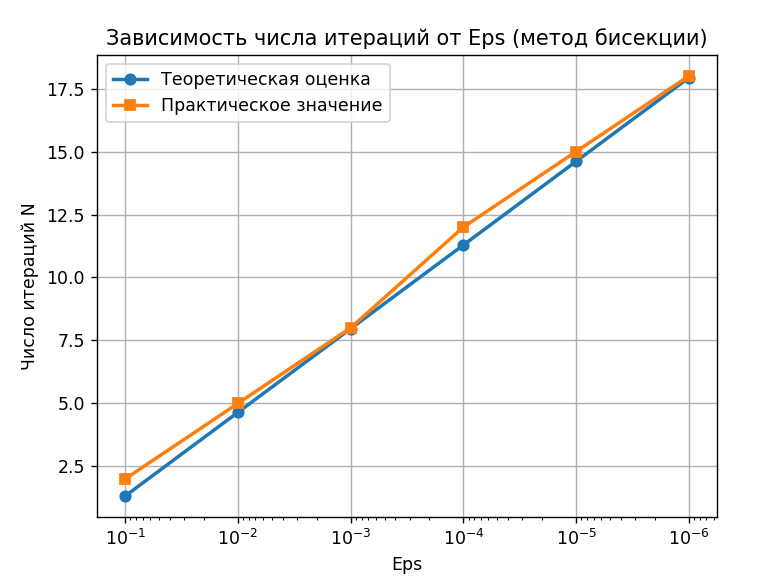 Зависимость числа итераций от Eps (метод бисекции)
Теоретическая оценка
Практическое значение
17.5
15.0
12.5
10.0
7.5
5.0
2.5
Число итераций N
10⁻¹ 10⁻² 10⁻³ 10⁻⁴ 10⁻⁵ 10⁻⁶
Eps